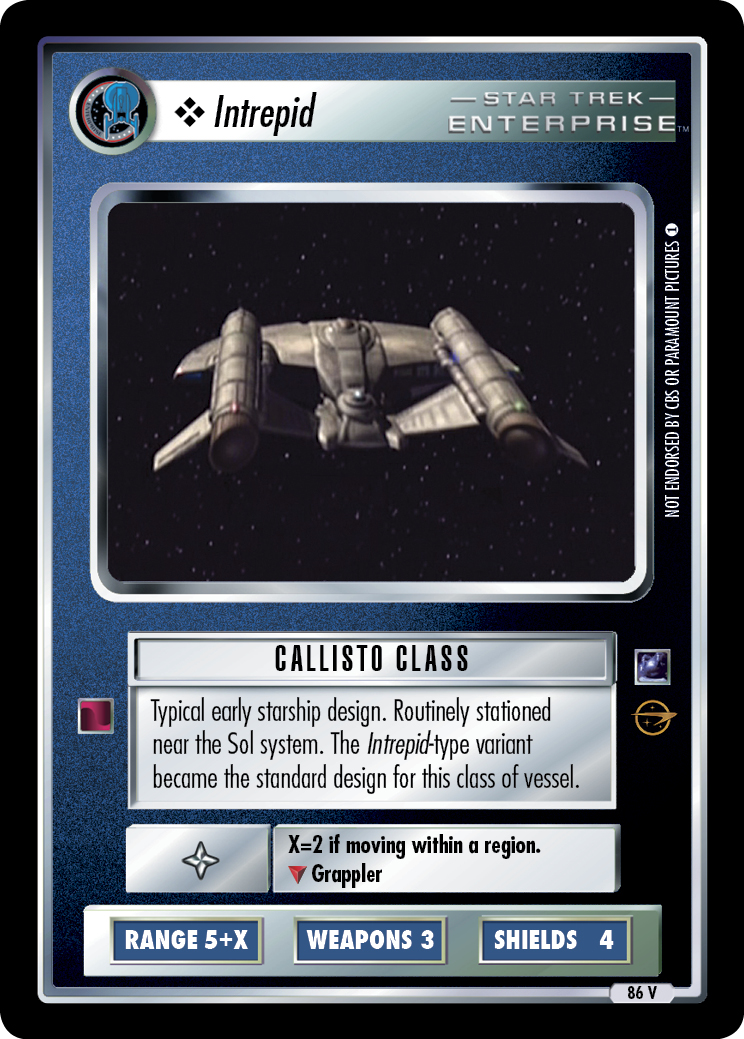 ❖ Intrepid
STAR TREK
ENTERPRISE™
NOT ENDORSED BY CBS OR PARAMOUNT PICTURES 1
CALLISTO CLASS
Typical early starship design. Routinely stationed
near the Sol system. The Intrepid-type variant
became the standard design for this class of vessel.
X=2 if moving within a region.
Grappler
RANGE 5+X WEAPONS 3 SHIELDS 4
86 V